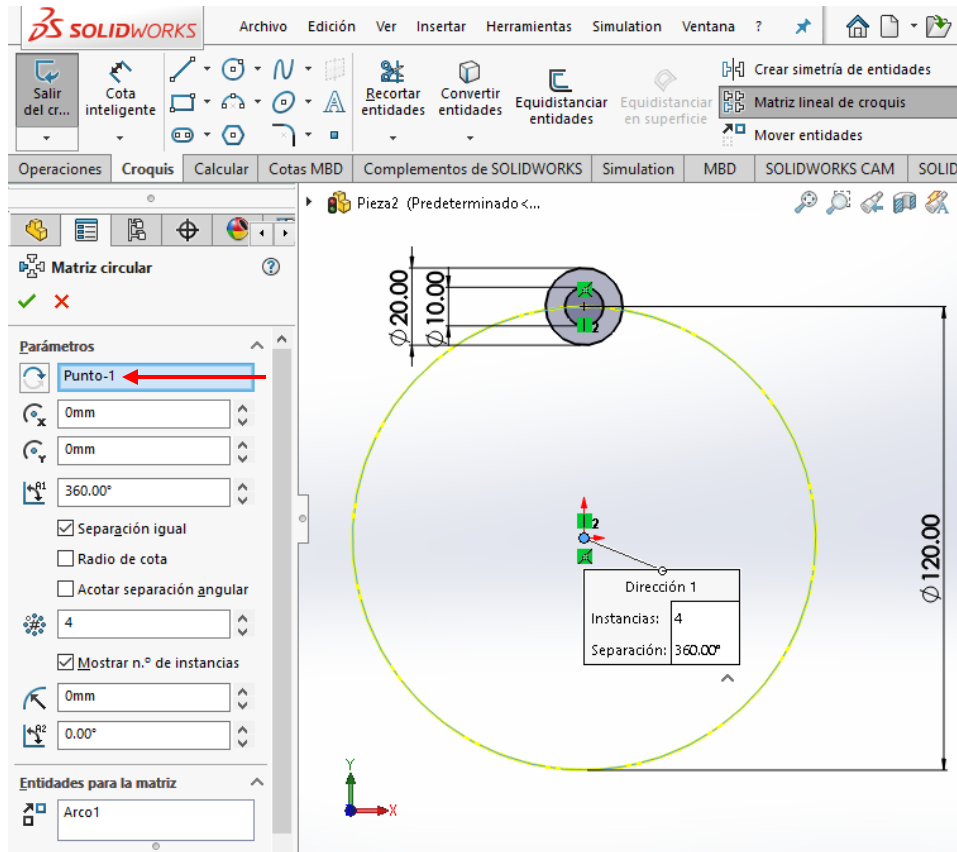 SOLIDWORKS
Archivo Edición Ver Insertar Herramientas Simulation Ventana ?
Salir del cr...
Cota inteligente
Recortar entidades
Convertir entidades
Equidistanciar entidades
Equidistanciar en superficie
Crear simetría de entidades
Matriz lineal de croquis
Mover entidades
Operaciones Croquis Calcular Cotas MBD Complementos de SOLIDWORKS Simulation MBD SOLIDWORKS CAM SOLID
Pieza2 (Predeterminado<...
Matriz circular
Parámetros
Punto-1
0mm
0mm
360.00°
Separación igual
Radio de cota
Acotar separación angular
4
Mostrar n.º de instancias
0mm
0.00°
Entidades para la matriz
Arco1
Ø 20.00
Ø 10.00
2
2
Ø 120.00
Dirección 1
Instancias: 4
Separación: 360.00°
Y
X